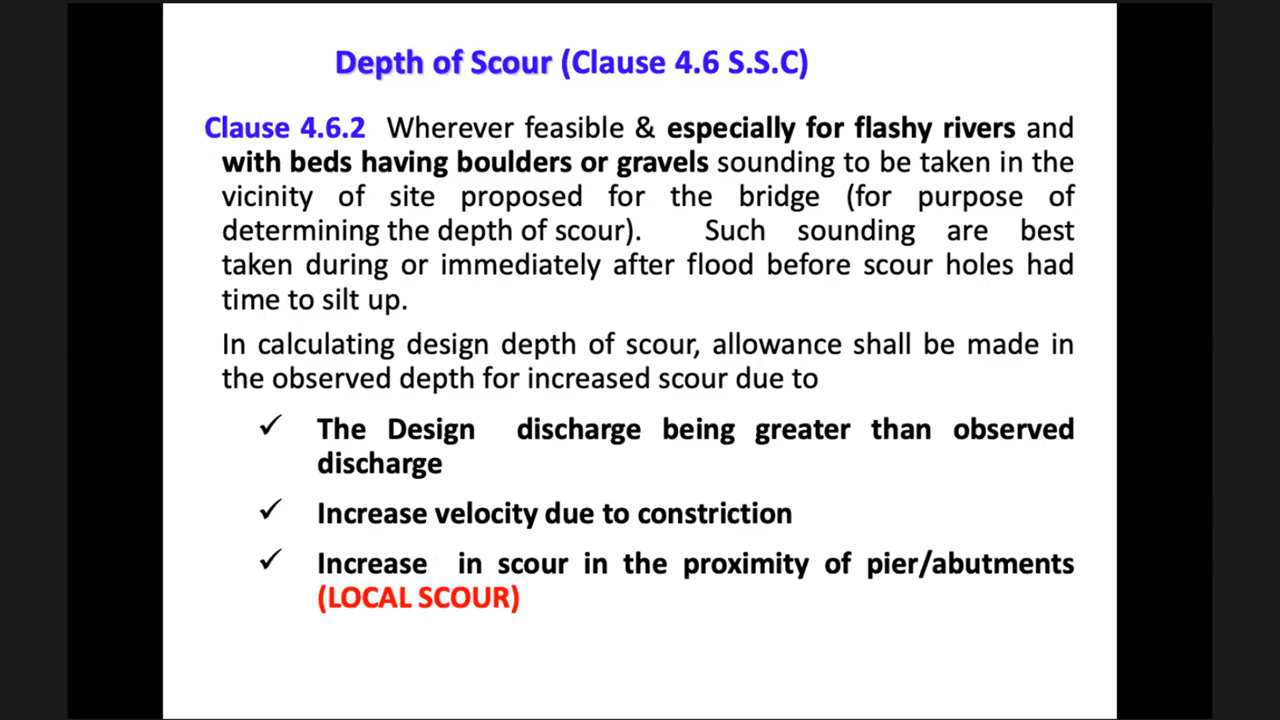 Depth of Scour (Clause 4.6 S.S.C)
Clause 4.6.2 Wherever feasible & especially for flashy rivers and
with beds having boulders or gravels sounding to be taken in the
vicinity of site proposed for the bridge (for purpose of
determining the depth of scour). Such sounding are best
taken during or immediately after flood before scour holes had
time to silt up.
In calculating design depth of scour, allowance shall be made in
the observed depth for increased scour due to
✓ The Design discharge being greater than observed
discharge
✓ Increase velocity due to constriction
✓ Increase in scour in the proximity of pier/abutments
(LOCAL SCOUR)